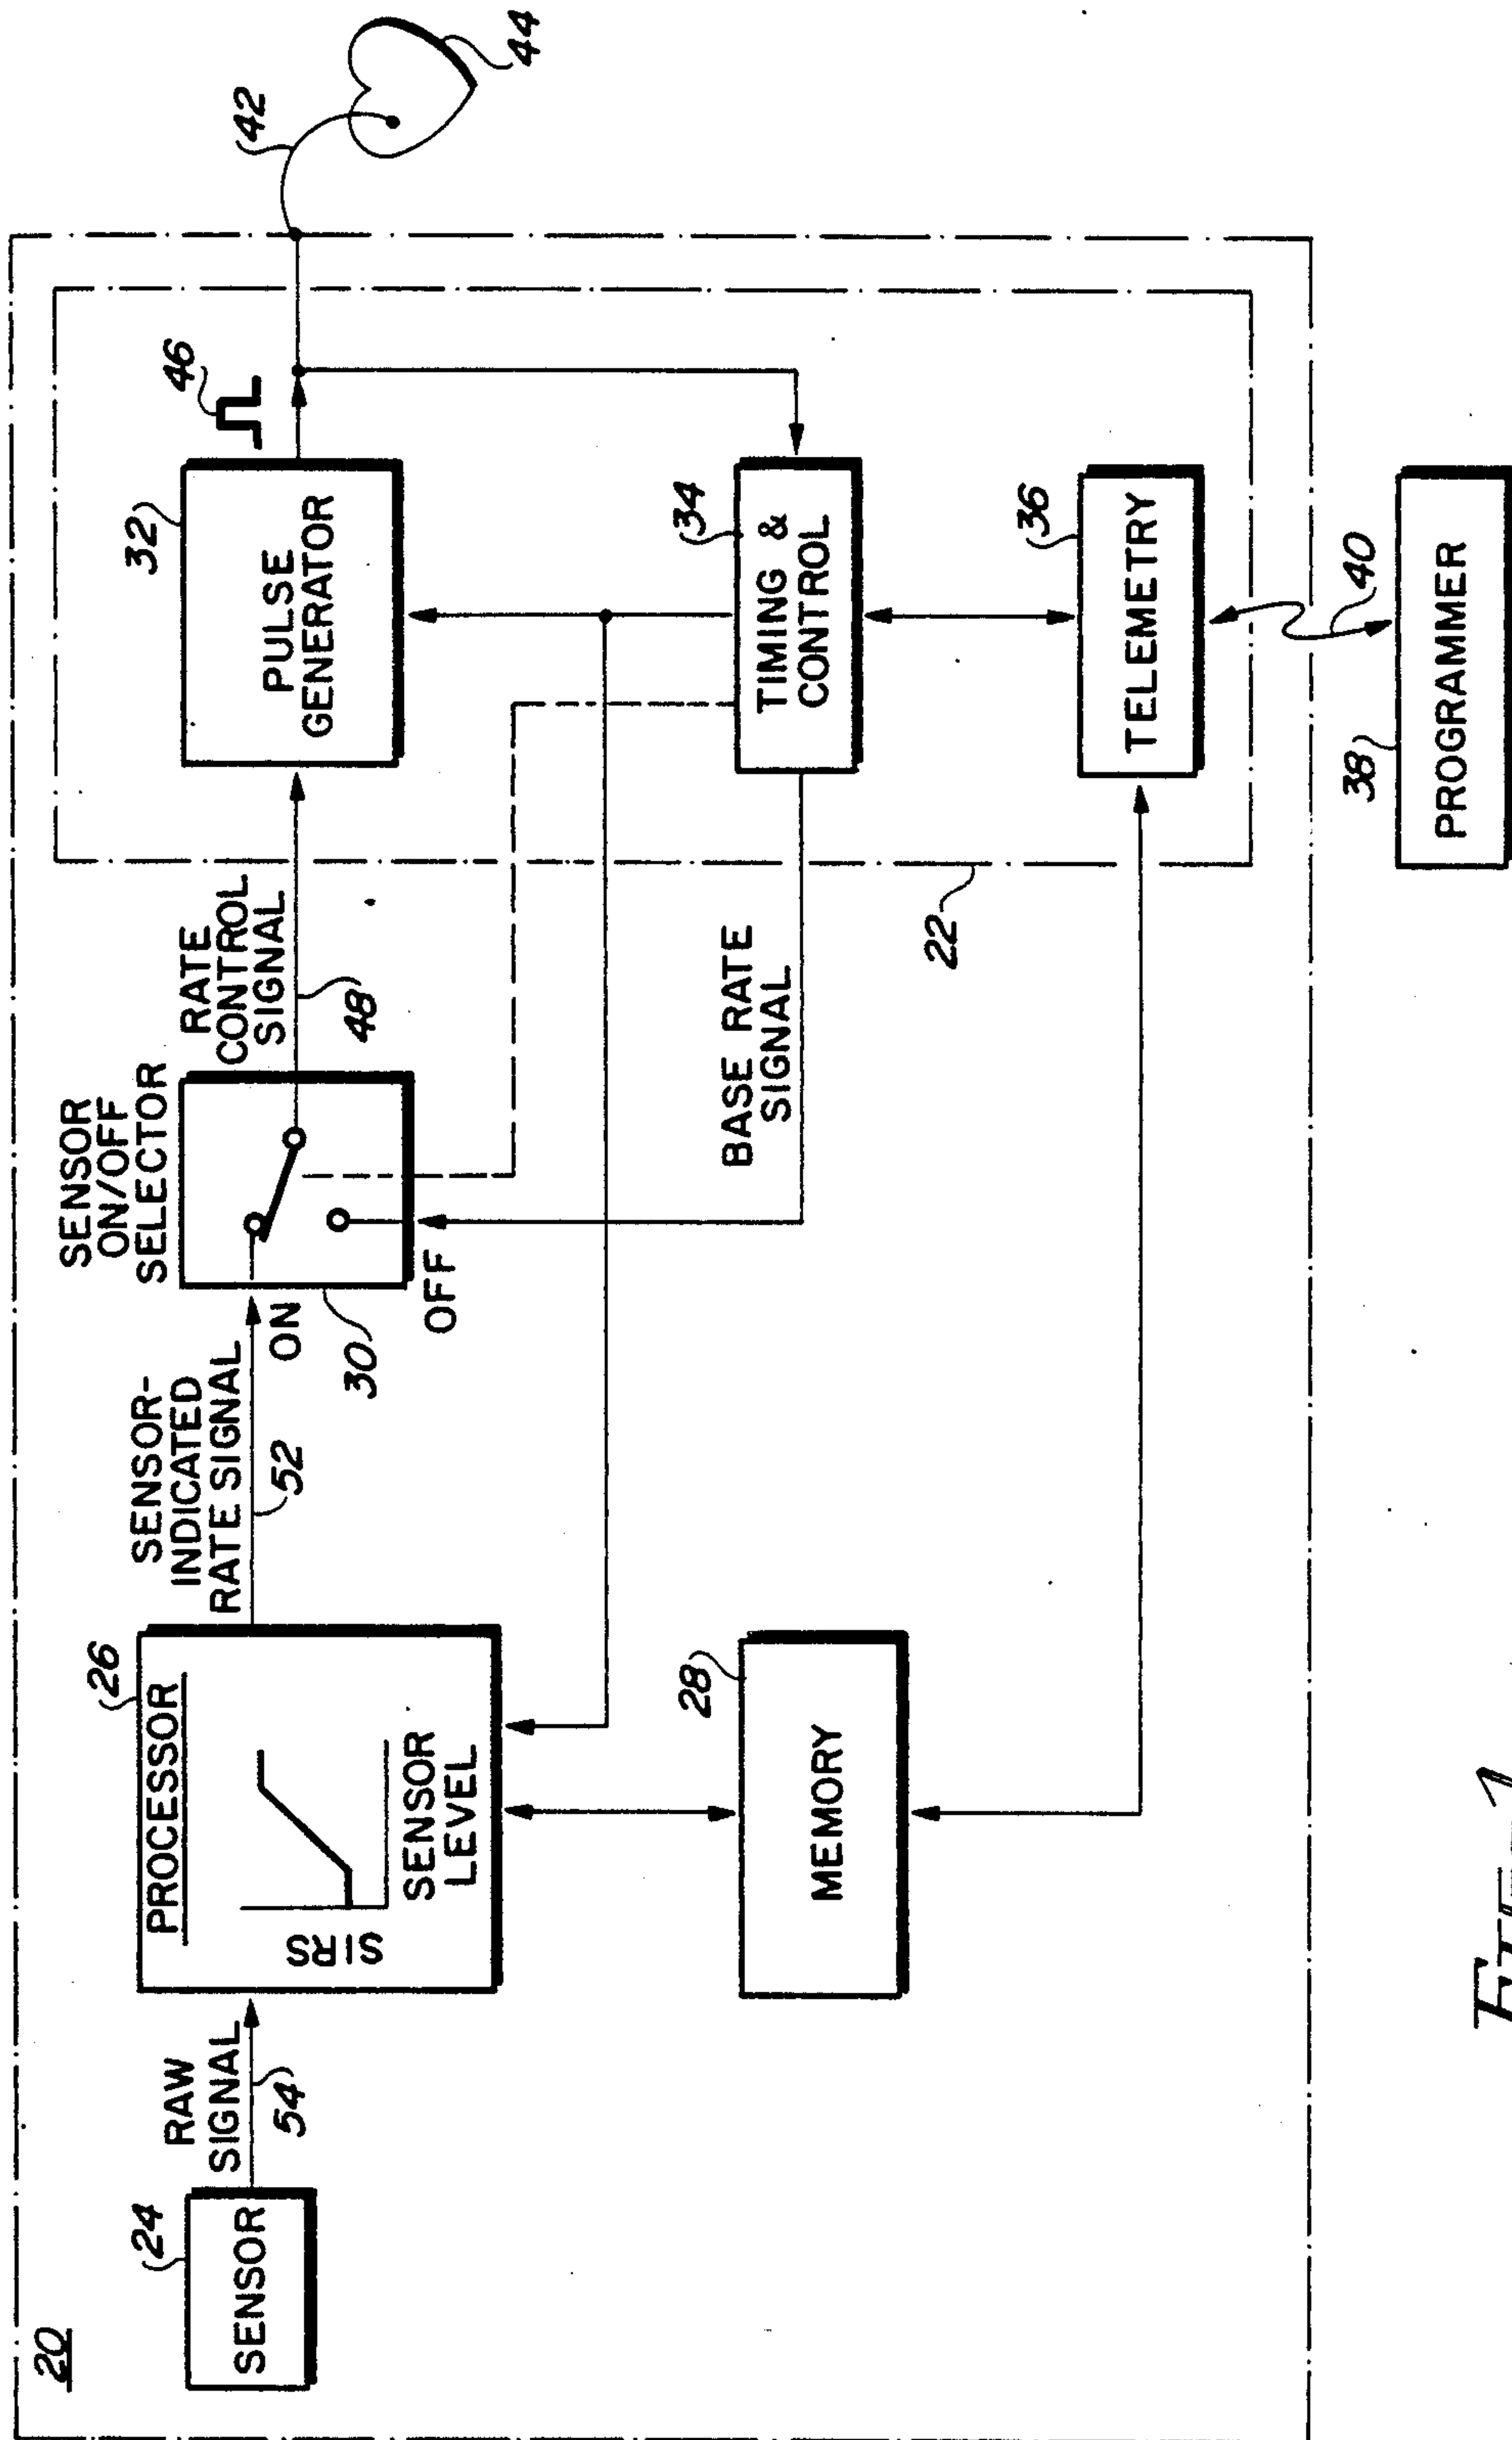 20
24
SENSOR
RAW
SIGNAL
54
26
PROCESSOR
SIRS
SENSOR
LEVEL
28
MEMORY
SENSOR-
INDICATED
RATE SIGNAL
52
SENSOR
ON/OFF
SELECTOR
ON
OFF
30
RATE
CONTROL
SIGNAL
48
BASE RATE
SIGNAL
22
32
PULSE
GENERATOR
46
34
TIMING &
CONTROL
36
TELEMETRY
38
PROGRAMMER
40
42
44